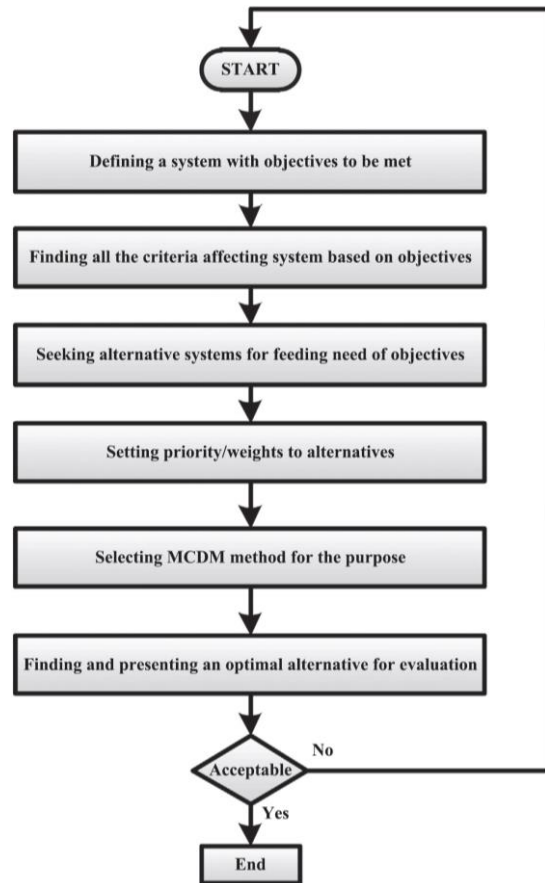 START
Defining a system with objectives to be met
Finding all the criteria affecting system based on objectives
Seeking alternative systems for feeding need of objectives
Setting priority/weights to alternatives
Selecting MCDM method for the purpose
Finding and presenting an optimal alternative for evaluation
Acceptable
No
Yes
End